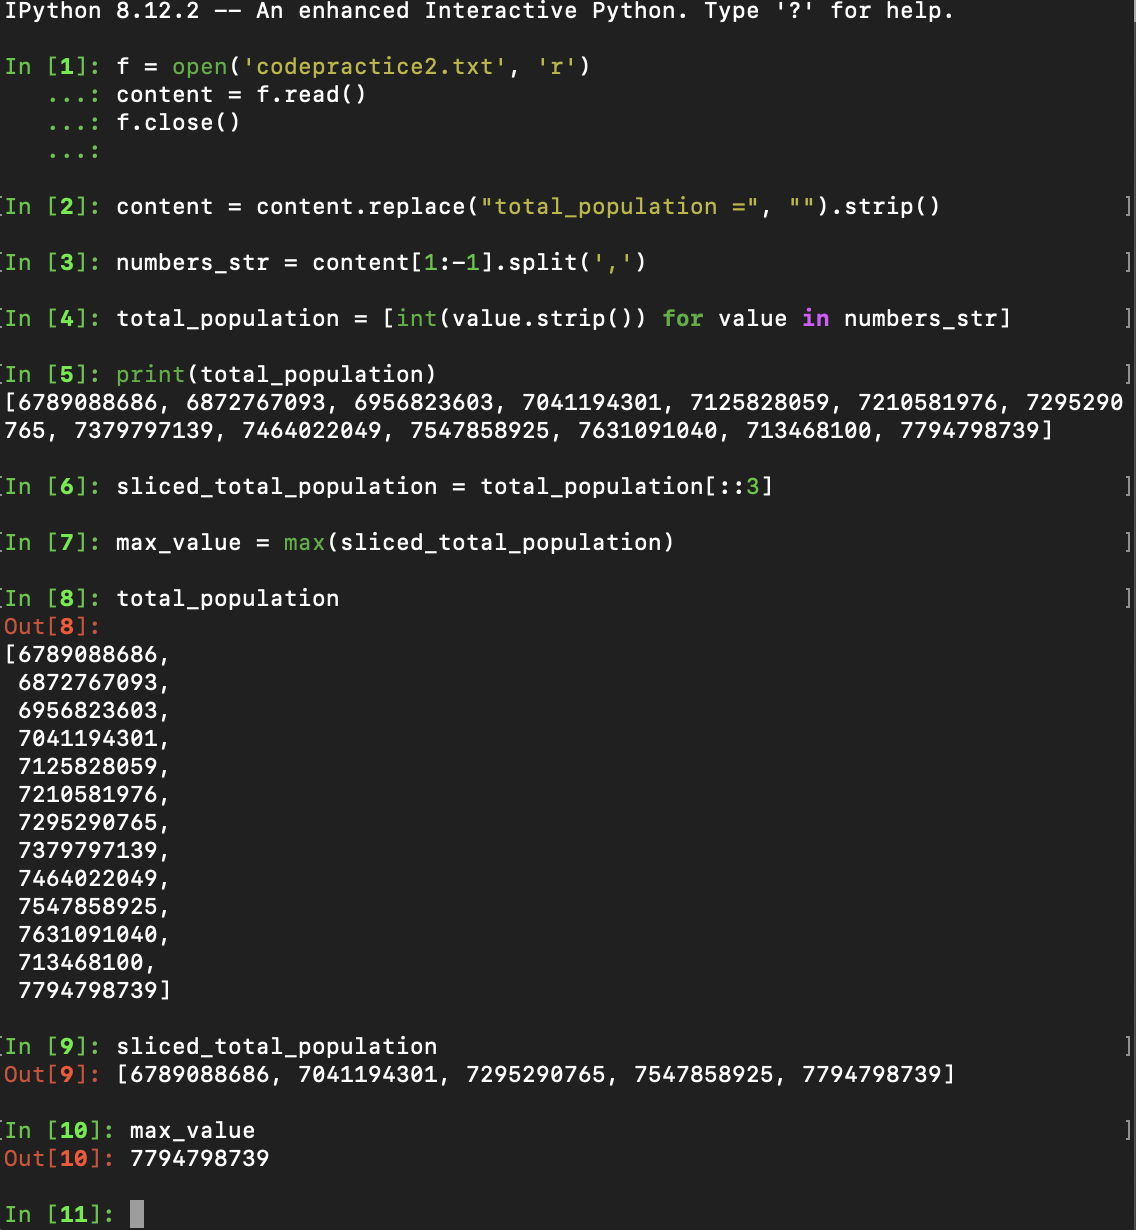 IPython 8.12.2 -- An enhanced Interactive Python. Type '?' for help.
In [1]: f = open('codepractice2.txt', 'r')
...: content = f.read()
...: f.close()
...:
[In [2]: content = content.replace("total_population =", "").strip() ]
[In [3]: numbers_str = content[1:-1].split(',') ]
[In [4]: total_population = [int(value.strip()) for value in numbers_str] ]
[In [5]: print(total_population) ]
[6789088686, 6872767093, 6956823603, 7041194301, 7125828059, 7210581976, 7295290
765, 7379797139, 7464022049, 7547858925, 7631091040, 713468100, 7794798739]
[In [6]: sliced_total_population = total_population[::3] ]
[In [7]: max_value = max(sliced_total_population) ]
[In [8]: total_population ]
Out[8]:
[6789088686,
6872767093,
6956823603,
7041194301,
7125828059,
7210581976,
7295290765,
7379797139,
7464022049,
7547858925,
7631091040,
713468100,
7794798739]
[In [9]: sliced_total_population ]
Out[9]: [6789088686, 7041194301, 7295290765, 7547858925, 7794798739]
[In [10]: max_value ]
Out[10]: 7794798739
In [11]: